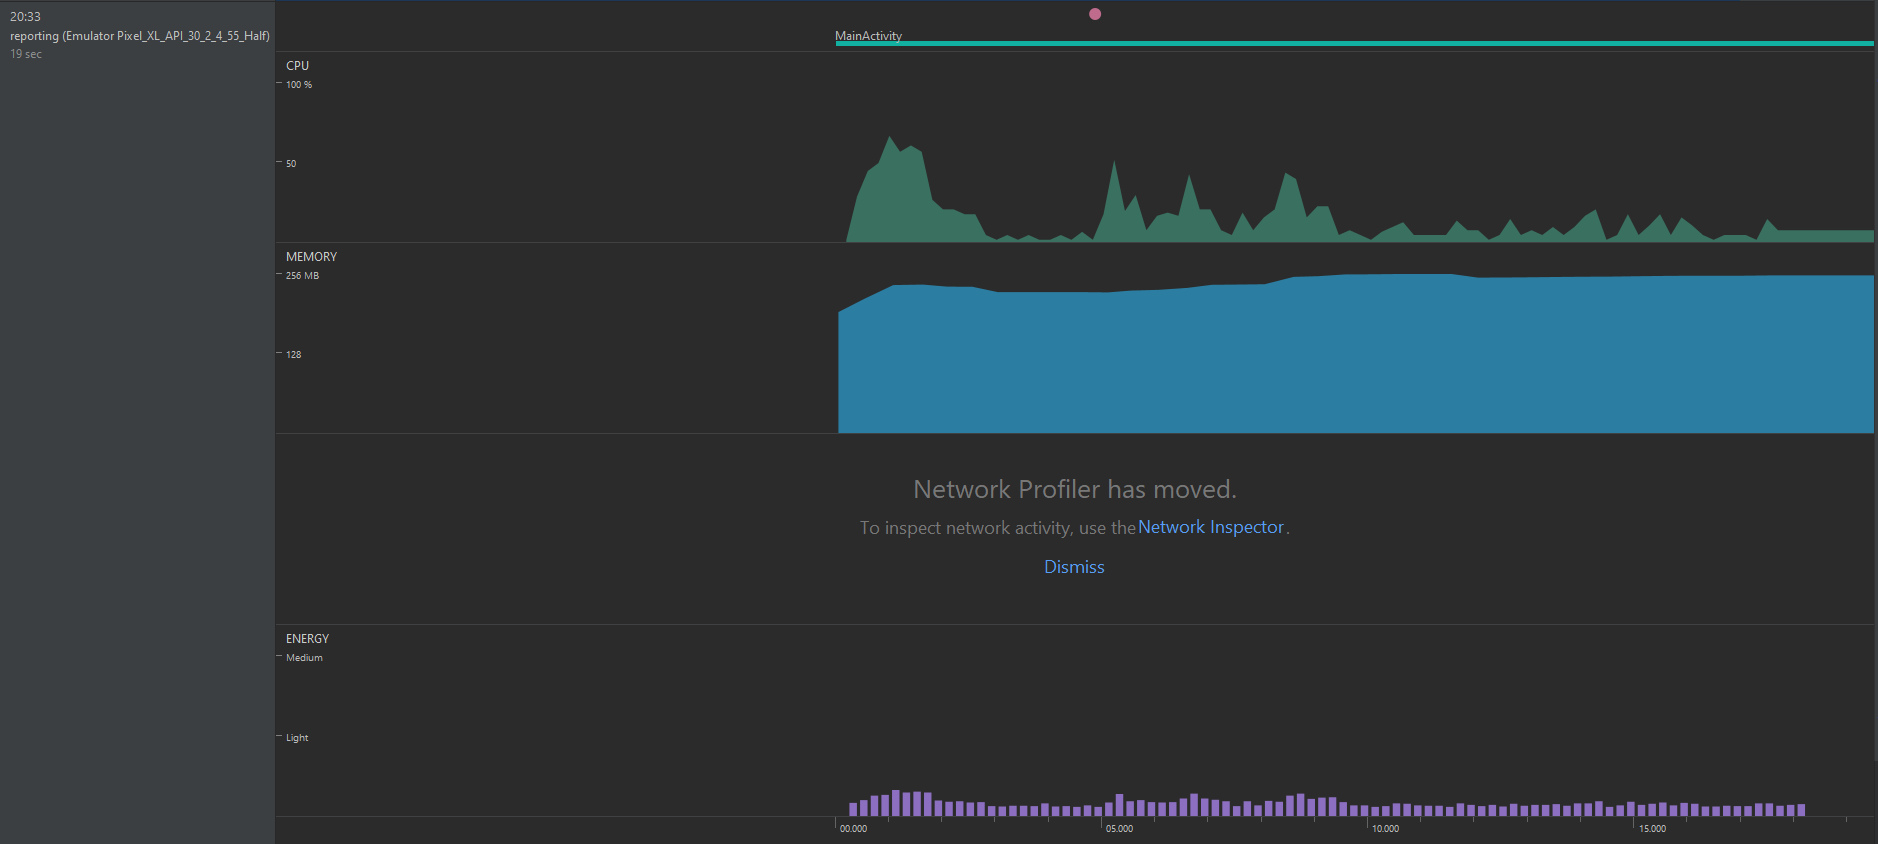 20:33
reporting (Emulator Pixel_XL_API_30_2_4_55_Half)
19 sec
MainActivity
CPU
100 %
50
MEMORY
256 MB
128
Network Profiler has moved.
To inspect network activity, use the Network Inspector.
Dismiss
ENERGY
Medium
Light
00.000
05.000
10.000
15.000